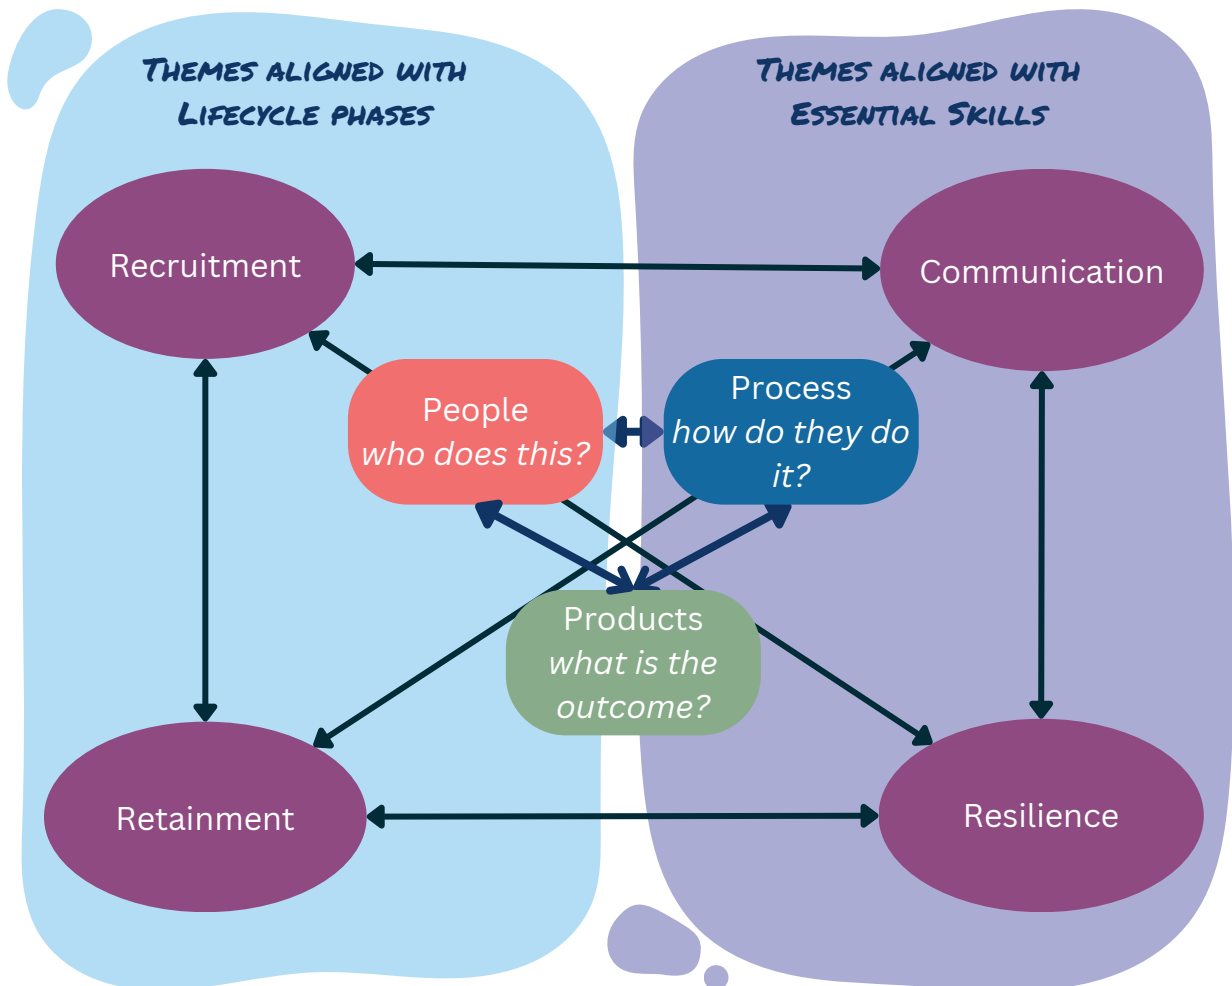 Themes aligned with
Lifecycle phases
Themes aligned with
Essential Skills
Recruitment
Communication
People
who does this?
Process
how do they do
it?
Products
what is the
outcome?
Retainment
Resilience